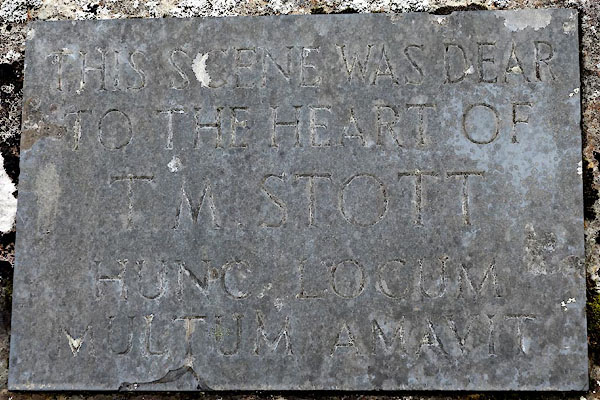 THIS SCENE WAS DEAR
TO THE HEART OF
T. M. STOTT
HUNC LOCUM
MULTUM AMAVIT